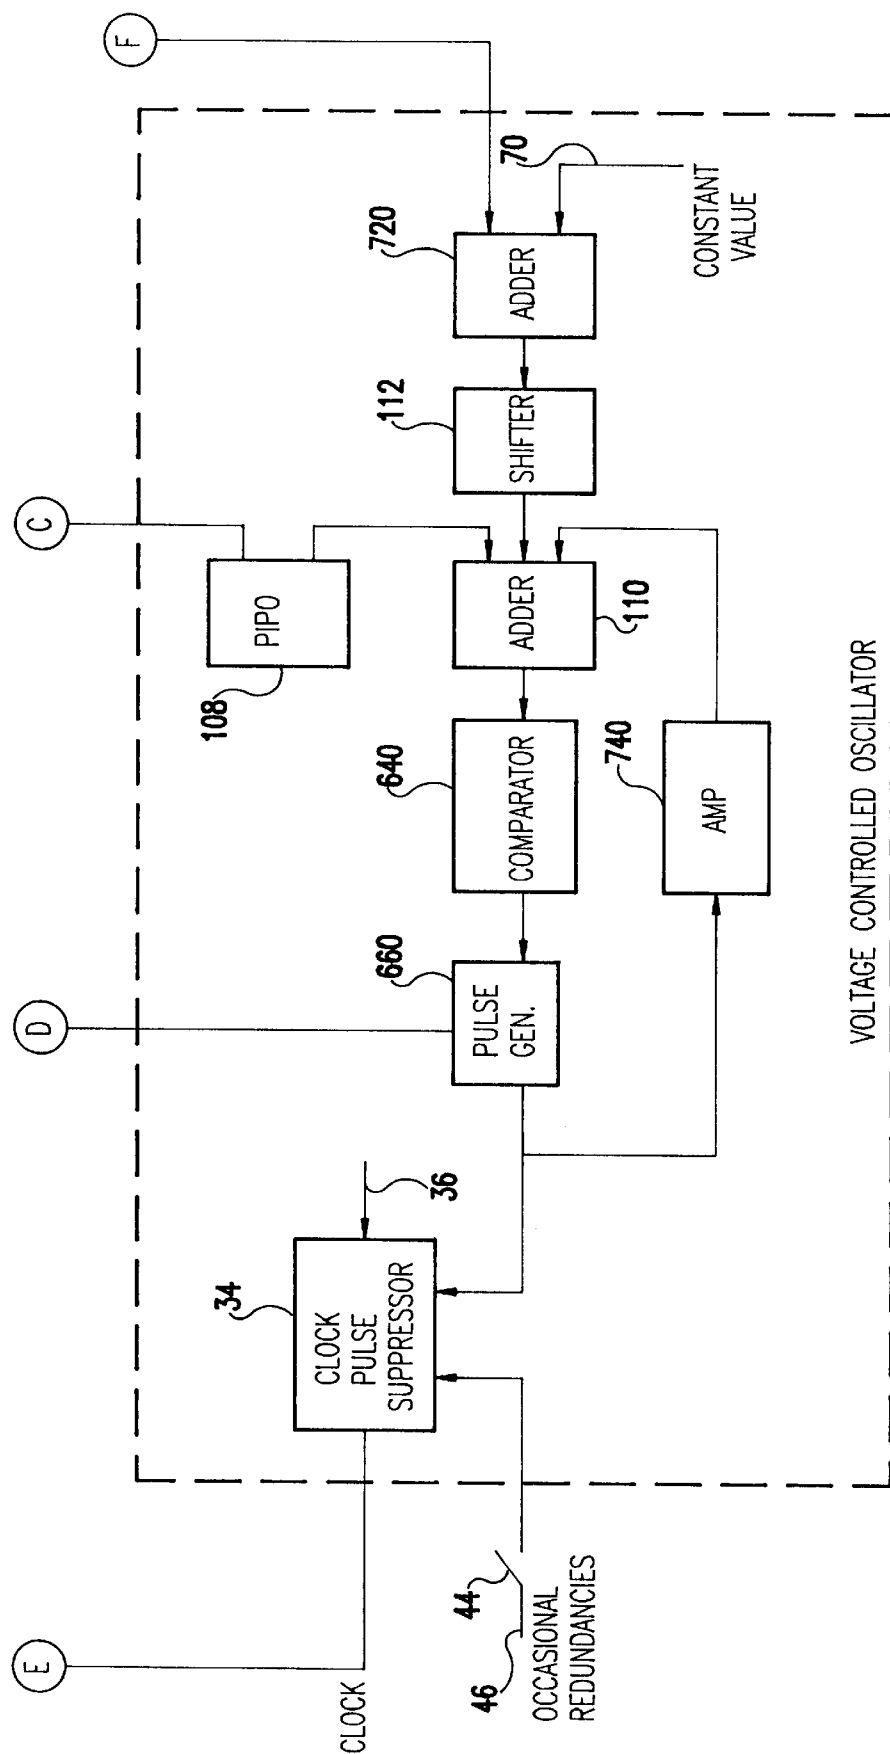 E
D
C
F
CLOCK
34
CLOCK
PULSE
SUPPRESSOR
36
44
46
OCCASIONAL
REDUNDANCIES
660
PULSE
GEN.
640
COMPARATOR
108
PIPO
ADDER
110
112
SHIFTER
720
ADDER
70
CONSTANT
VALUE
740
AMP
VOLTAGE CONTROLLED OSCILLATOR